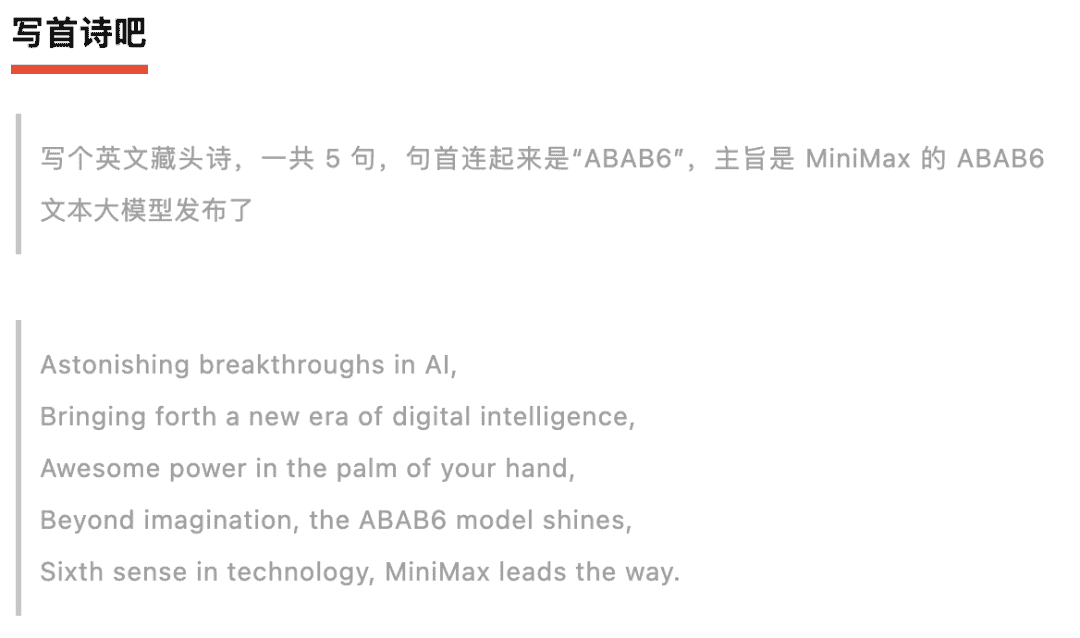 写首诗吧
写个英文藏头诗，一共 5 句，句首连起来是“ABAB6”，主旨是 MiniMax 的 ABAB6
文本大模型发布了
Astonishing breakthroughs in AI,
Bringing forth a new era of digital intelligence,
Awesome power in the palm of your hand,
Beyond imagination, the ABAB6 model shines,
Sixth sense in technology, MiniMax leads the way.